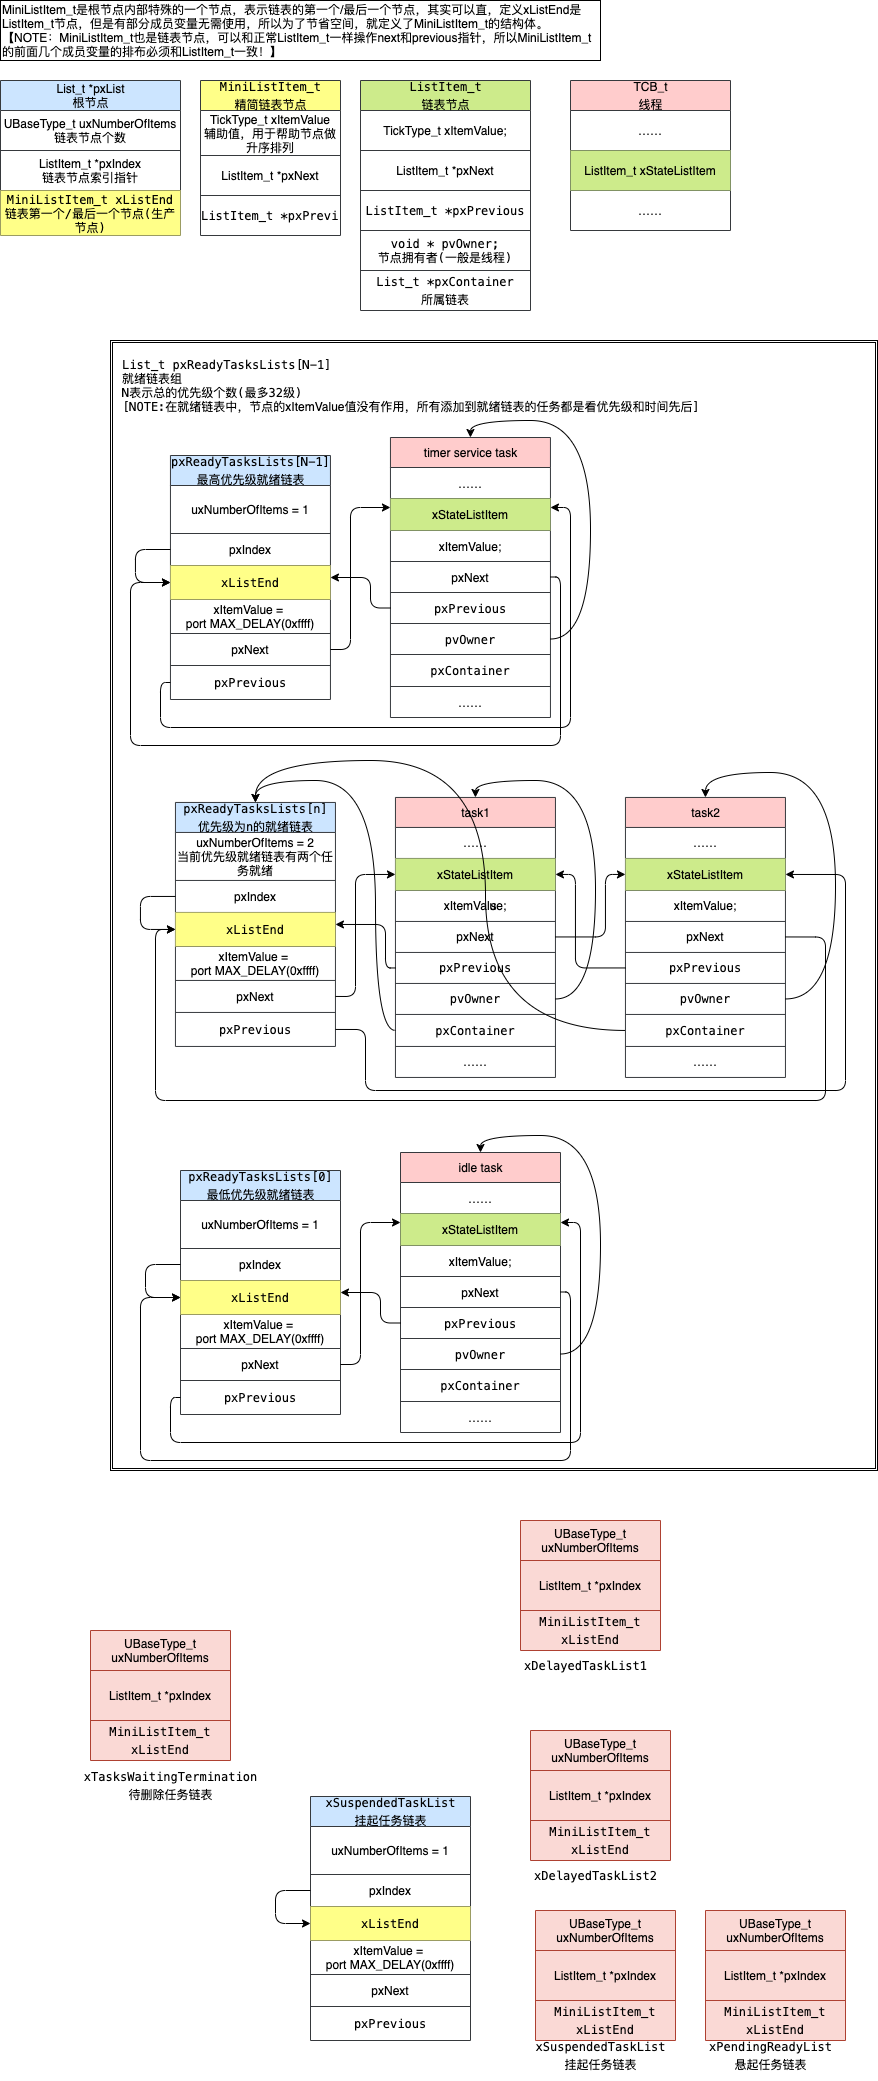 MiniListItem_t是根节点内部特殊的一个节点，表示链表的第一个/最后一个节点，其实可以直，定义xListEnd是
ListItem_t节点，但是有部分成员变量无需使用，所以为了节省空间，就定义了MiniListItem_t的结构体。
【NOTE：MiniListItem_t也是链表节点，可以和正常ListItem_t一样操作next和previous指针，所以MiniListItem_t
的前面几个成员变量的排布必须和ListItem_t一致！】
List_t *pxList
根节点
UBaseType_t uxNumberOfItems
链表节点个数
ListItem_t *pxIndex
链表节点索引指针
MiniListItem_t xListEnd
链表第一个/最后一个节点(生产
节点)
MiniListItem_t
精简链表节点
TickType_t xItemValue
辅助值，用于帮助节点做
升序排列
ListItem_t *pxNext
ListItem_t *pxPrevi
ListItem_t
链表节点
TickType_t xItemValue;
ListItem_t *pxNext
ListItem_t *pxPrevious
void * pvOwner;
节点拥有者(一般是线程)
List_t *pxContainer
所属链表
TCB_t
线程
......
ListItem_t xStateListItem
......
List_t pxReadyTasksLists[N-1]
就绪链表组
N表示总的优先级个数(最多32级)
[NOTE:在就绪链表中，节点的xItemValue值没有作用，所有添加到就绪链表的任务都是看优先级和时间先后]
pxReadyTasksLists[N-1]
最高优先级就绪链表
uxNumberOfItems = 1
pxIndex
xListEnd
xItemValue =
port MAX_DELAY(0xffff)
pxNext
pxPrevious
timer service task
......
xStateListItem
xItemValue;
pxNext
pxPrevious
pvOwner
pxContainer
......
pxReadyTasksLists[n]
优先级为n的就绪链表
uxNumberOfItems = 2
当前优先级就绪链表有两个任
务就绪
pxIndex
xListEnd
xItemValue =
port MAX_DELAY(0xffff)
pxNext
pxPrevious
task1
......
xStateListItem
xItemValue;
pxNext
pxPrevious
pvOwner
pxContainer
......
task2
......
xStateListItem
xItemValue;
pxNext
pxPrevious
pvOwner
pxContainer
......
pxReadyTasksLists[0]
最低优先级就绪链表
uxNumberOfItems = 1
pxIndex
xListEnd
xItemValue =
port MAX_DELAY(0xffff)
pxNext
pxPrevious
idle task
......
xStateListItem
xItemValue;
pxNext
pxPrevious
pvOwner
pxContainer
......
UBaseType_t
uxNumberOfItems
ListItem_t *pxIndex
MiniListItem_t
xListEnd
xDelayedTaskList1
UBaseType_t
uxNumberOfItems
ListItem_t *pxIndex
MiniListItem_t
xListEnd
xTasksWaitingTermination
待删除任务链表
UBaseType_t
uxNumberOfItems
ListItem_t *pxIndex
MiniListItem_t
xListEnd
xDelayedTaskList2
xSuspendedTaskList
挂起任务链表
uxNumberOfItems = 1
pxIndex
xListEnd
xItemValue =
port MAX_DELAY(0xffff)
pxNext
pxPrevious
UBaseType_t
uxNumberOfItems
ListItem_t *pxIndex
MiniListItem_t
xListEnd
xSuspendedTaskList
挂起任务链表
UBaseType_t
uxNumberOfItems
ListItem_t *pxIndex
MiniListItem_t
xListEnd
xPendingReadyList
悬起任务链表